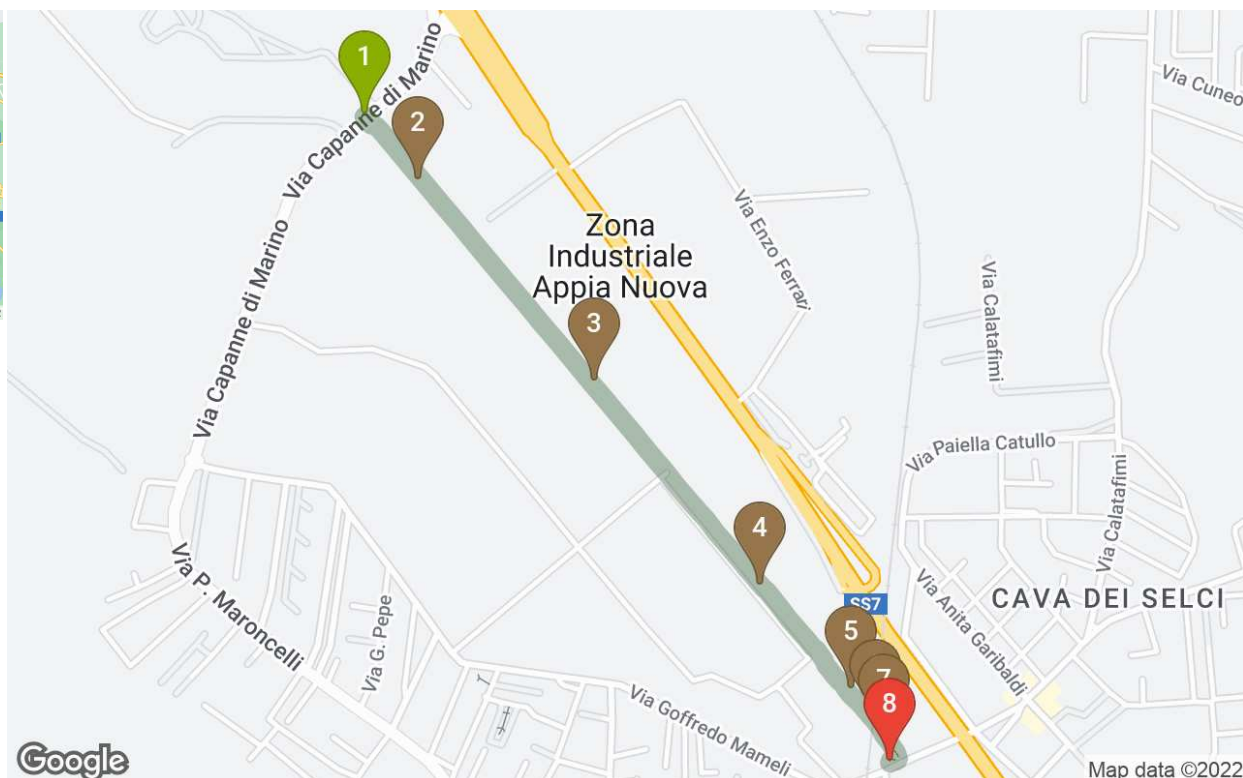 1
Via Capanne di Marino
2
Via Cuneo
Via Enzo Ferrari
Zona
Industriale
Appia Nuova
Via Capanne di Marino
Via Calatafimi
3
Via Paiella Catullo
Via Calatafimi
4
Via P. Maroncelli
Via G. Pepe
SS7
Via Anita Garibaldi
CAVA DEI SELCI
5
7
8
Via Goffredo Mameli
Google
Map data ©2022